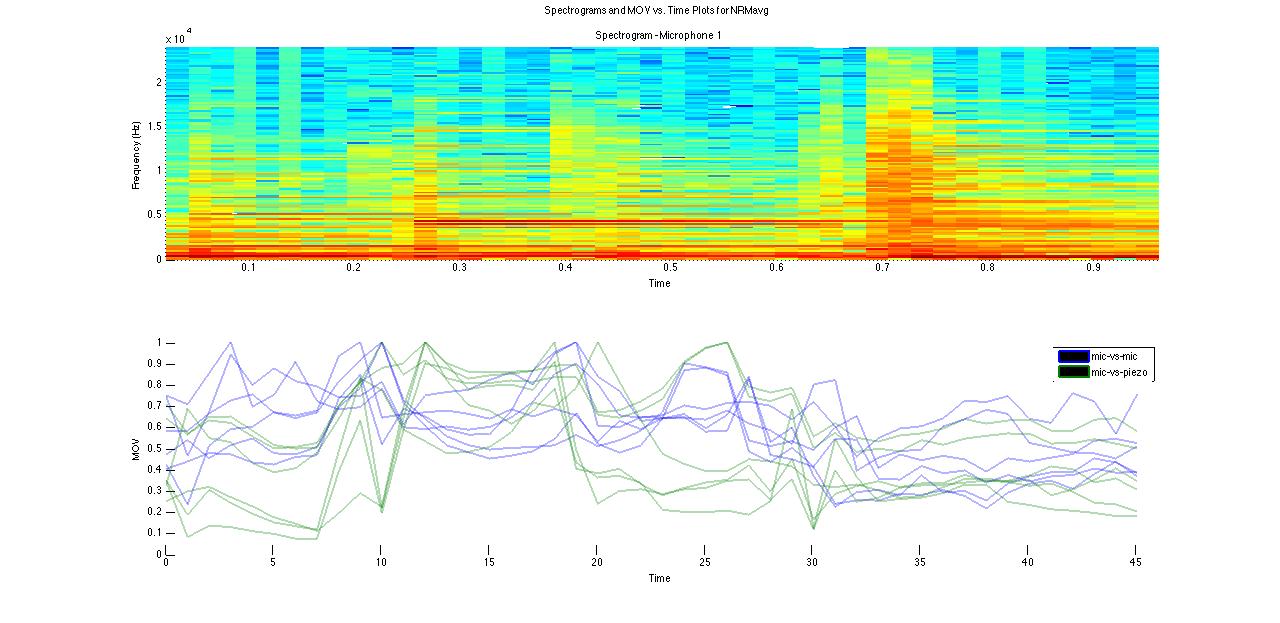 Spectrograms and MOV vs. Time Plots for NRMavg
Spectrogram - Microphone 1
x 10^4
2
1.5
1
0.5
0
Frequency (Hz)
0.1 0.2 0.3 0.4 0.5 0.6 0.7 0.8 0.9
Time
1
0.9
0.8
0.7
0.6
0.5
0.4
0.3
0.2
0.1
0
MOV
mic-vs-mic
mic-vs-piezo
0 5 10 15 20 25 30 35 40 45
Time